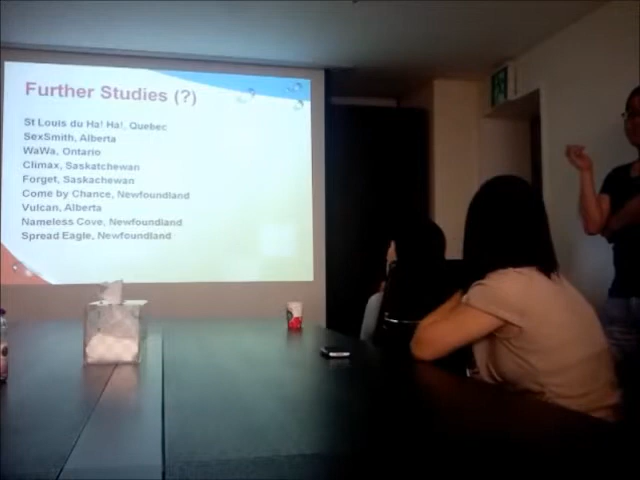 Further Studies (?)
St Louis du Ha! Ha!, Quebec
SexSmith, Alberta
WaWa, Ontario
Climax, Saskatchewan
Forget, Saskachewan
Come by Chance, Newfoundland
Vulcan, Alberta
Nameless Cove, Newfoundland
Spread Eagle, Newfoundland